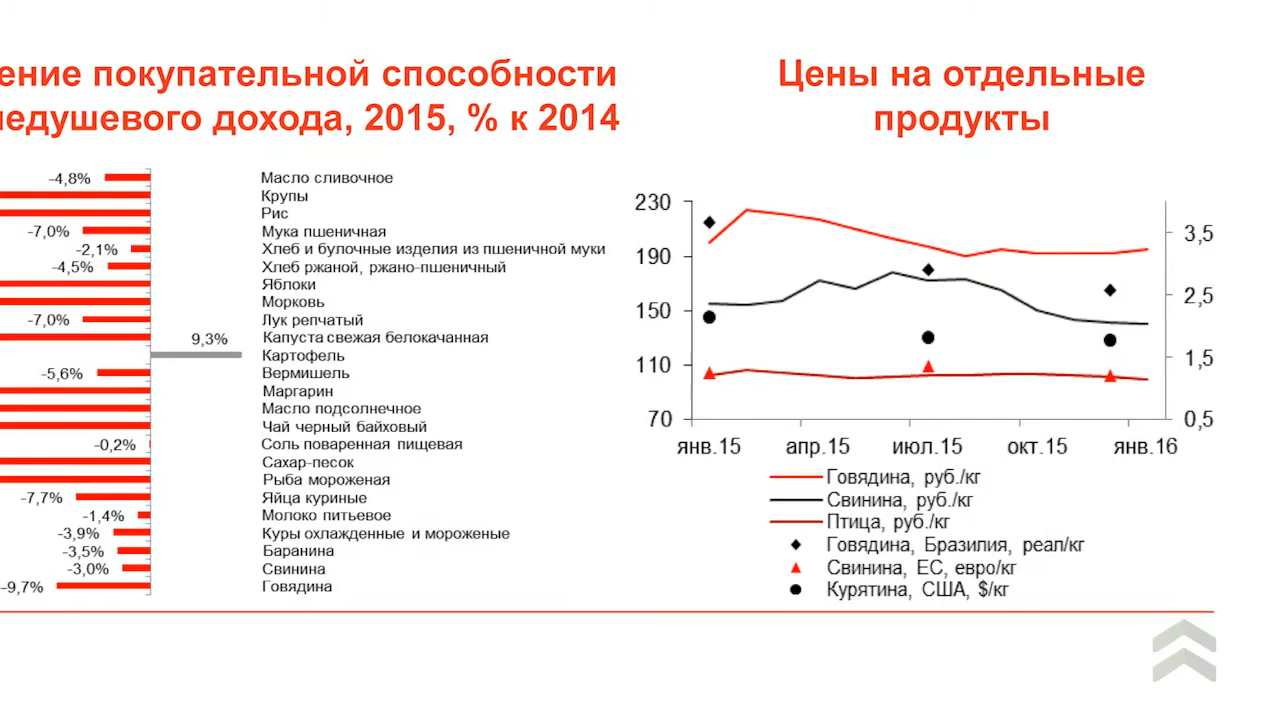 ение покупательной способности
недушевого дохода, 2015, % к 2014
-4,8% Масло сливочное
Крупы
Рис
-7,0% Мука пшеничная
-2,1% Хлеб и булочные изделия из пшеничной муки
-4,5% Хлеб ржаной, ржано-пшеничный
Яблоки
Морковь
-7,0% Лук репчатый
Капуста свежая белокачанная
9,3% Картофель
-5,6% Вермишель
Маргарин
Масло подсолнечное
Чай черный байховый
-0,2% Соль поваренная пищевая
Сахар-песок
Рыба мороженая
-7,7% Яйца куриные
-1,4% Молоко питьевое
-3,9% Куры охлажденные и мороженые
-3,5% Баранина
-3,0% Свинина
-9,7% Говядина
Цены на отдельные
продукты
230
190
150
110
70
3,5
2,5
1,5
0,5
янв.15 апр.15 июл.15 окт.15 янв.16
Говядина, руб./кг
Свинина, руб./кг
Птица, руб./кг
Говядина, Бразилия, реал/кг
Свинина, ЕС, евро/кг
Курятина, США, $/кг